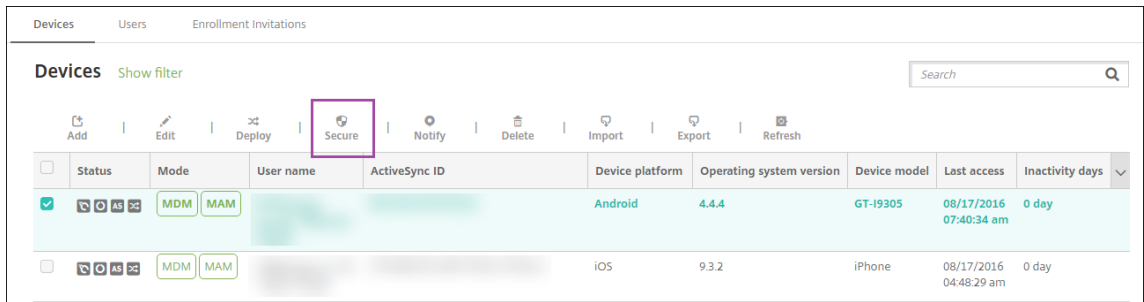 Devices Users Enrollment Invitations
Devices Show filter Search
Add | Edit | Deploy | Secure | Notify | Delete | Import | Export | Refresh
Status Mode User name ActiveSync ID Device platform Operating system version Device model Last access Inactivity days
AS MDM MAM Android 4.4.4 GT-I9305 08/17/2016 0 day
07:40:34 am
AS MDM MAM iOS 9.3.2 iPhone 08/17/2016 0 day
04:48:29 am